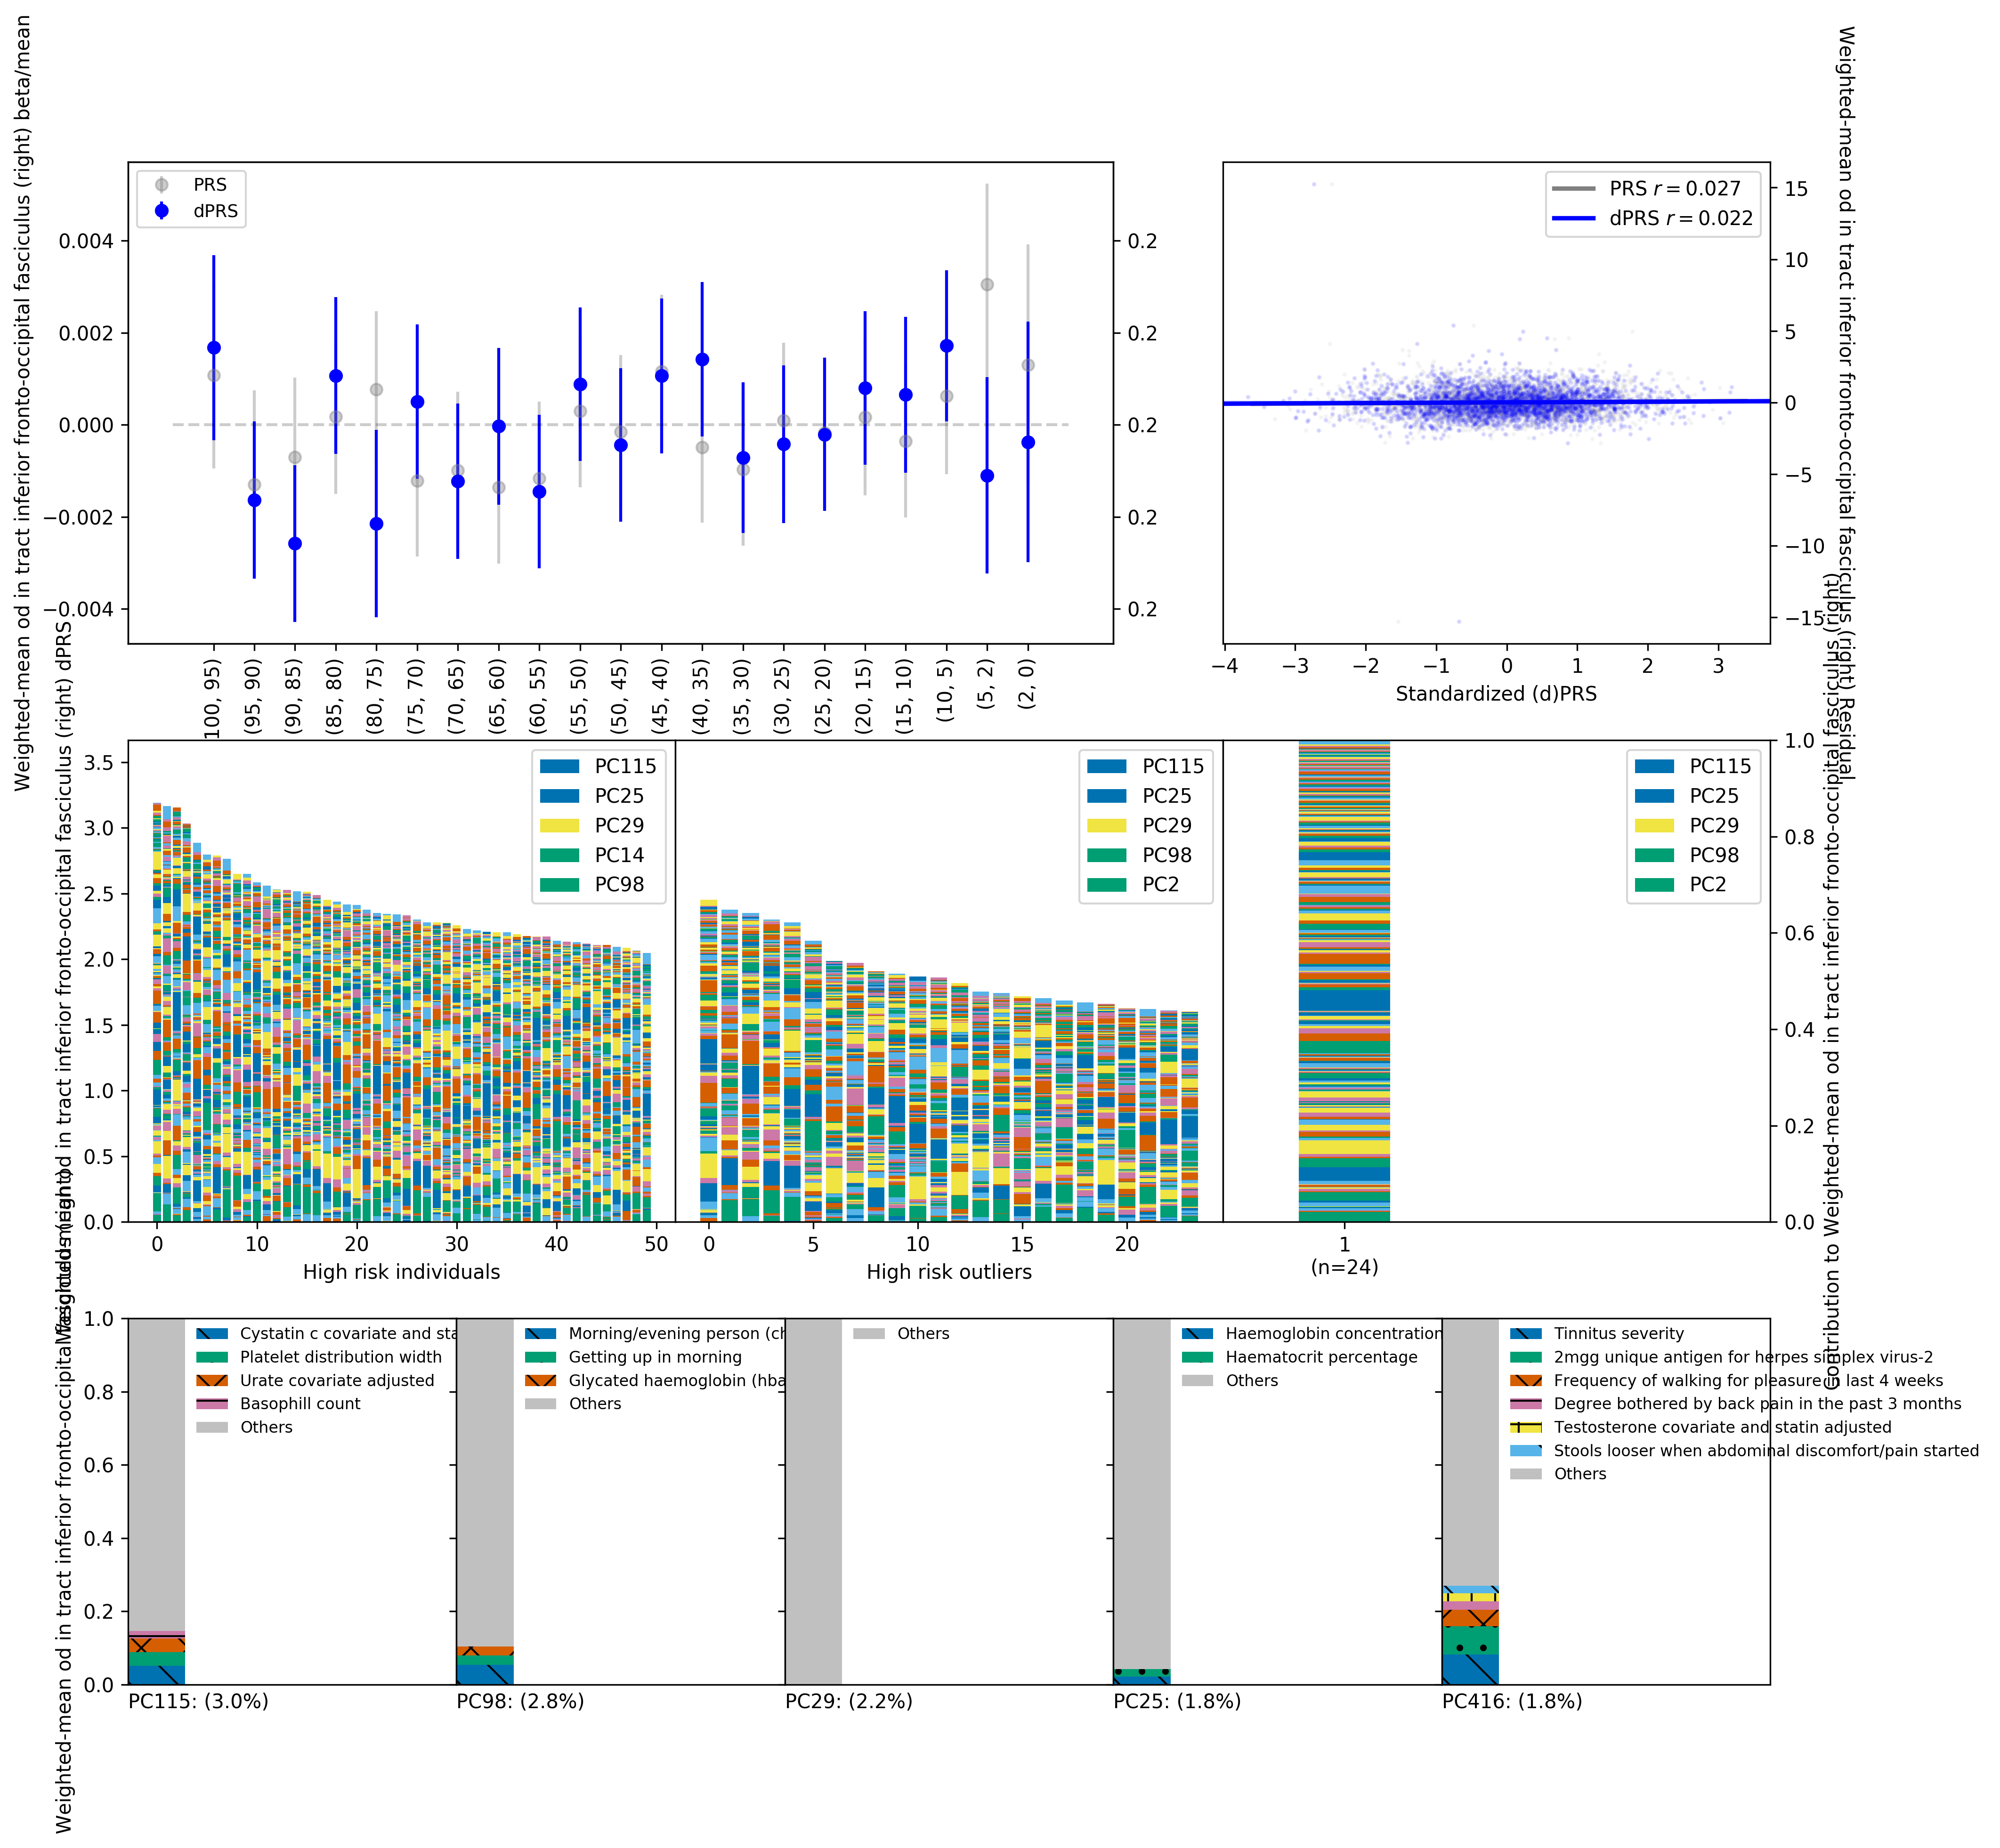 Weighted-mean od in tract inferior fronto-occipital fasciculus (right) beta/mean
PRS
dPRS
0.004
0.002
0.000
−0.002
−0.004
0.2
0.2
0.2
0.2
0.2
100, 95)
(95, 90)
(90, 85)
(85, 80)
(80, 75)
(75, 70)
(70, 65)
(65, 60)
(60, 55)
(55, 50)
(50, 45)
(45, 40)
(40, 35)
(35, 30)
(30, 25)
(25, 20)
(20, 15)
(15, 10)
(10, 5)
(5, 2)
(2, 0)
PRS r = 0.027
dPRS r = 0.022
15
10
5
0
−5
−10
−15
−4
−3
−2
−1
0
1
2
3
Standardized (d)PRS
Weighted-mean od in tract inferior fronto-occipital fasciculus (right) Residual
Weighted-mean od in tract inferior fronto-occipital fasciculus (right) dPRS
3.5
3.0
2.5
2.0
1.5
1.0
0.5
0.0
PC115
PC25
PC29
PC14
PC98
0
10
20
30
40
50
High risk individuals
PC115
PC25
PC29
PC98
PC2
0
5
10
15
20
High risk outliers
PC115
PC25
PC29
PC98
PC2
1
(n=24)
1.0
0.8
0.6
0.4
0.2
0.0
Contribution to Weighted-mean od in tract inferior fronto-occipital fasciculus (right)
Weighted-mean od in tract inferior fronto-occipital fasciculus (right)
1.0
0.8
0.6
0.4
0.2
0.0
Cystatin c covariate and sta
Platelet distribution width
Urate covariate adjusted
Basophill count
Others
PC115: (3.0%)
Morning/evening person (ch
Getting up in morning
Glycated haemoglobin (hba
Others
PC98: (2.8%)
Others
PC29: (2.2%)
Haemoglobin concentration
Haematocrit percentage
Others
PC25: (1.8%)
Tinnitus severity
2mgg unique antigen for herpes simplex virus-2
Frequency of walking for pleasure in last 4 weeks
Degree bothered by back pain in the past 3 months
Testosterone covariate and statin adjusted
Stools looser when abdominal discomfort/pain started
Others
PC416: (1.8%)